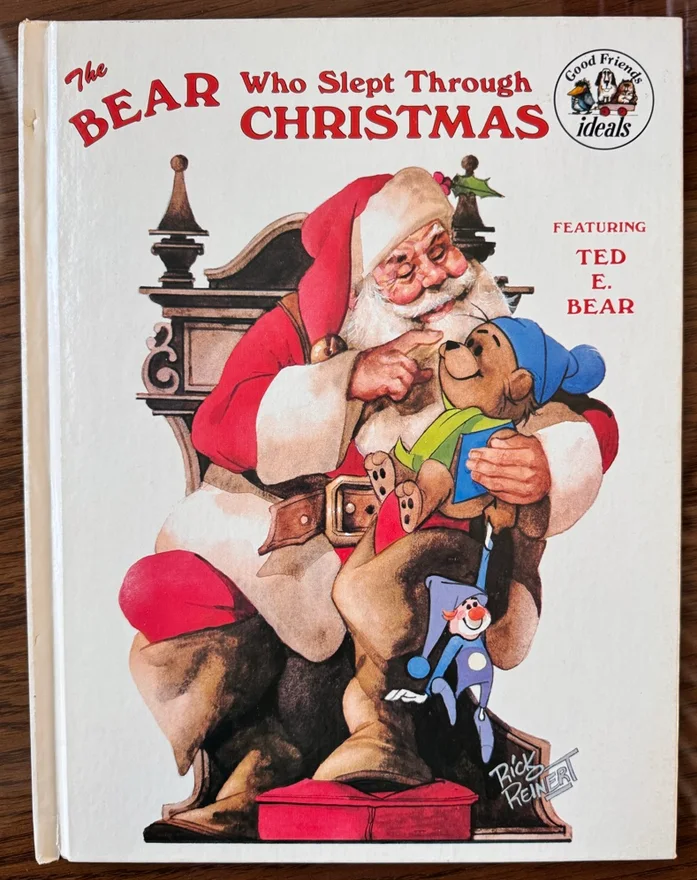 The
BEAR Who Slept Through
CHRISTMAS
Good Friends
ideals
FEATURING
TED
E.
BEAR
RICK
REINERT